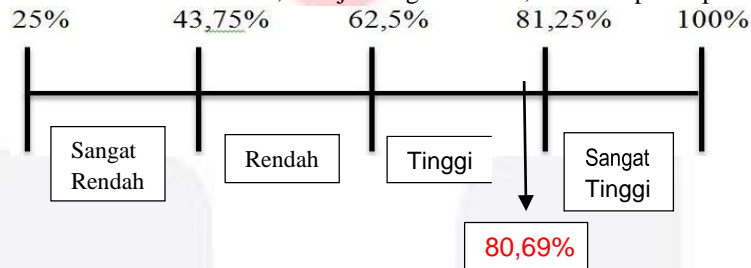 25% 43,75% 62,5% 81,25% 100%
Sangat
Rendah
Rendah
Tinggi
Sangat
Tinggi
80,69%